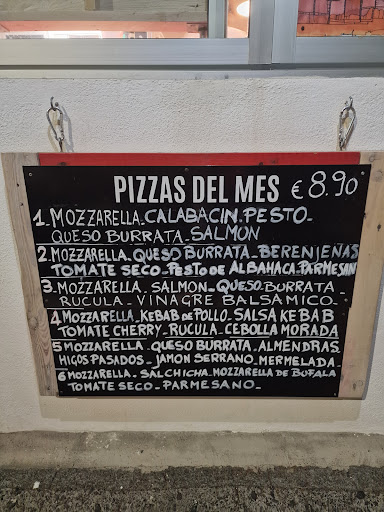 PIZZAS DEL MES € 8.90
1. MOZZARELLA. CALABACIN. PESTO-
QUESO BURRATA. SALMON
2. MOZZARELLA. QUESO BURRATA. BERENJENAS
TOMATE SECO - PESTO DE ALBAHACA. PARMESAN
3. MOZZARELLA. SALMON - QUESO BURRATA
RUCULA - VINAGRE BALSAMICO.
4 MOZZARELLA. KEBAB DE POLLO. SALSA KEBAB
TOMATE CHERRY - RUCULA - CEBOLLA MORADA
5 MOZZARELLA - QUESO BURRATA. ALMENDRAS
HIGOS PASADOS - JAMON SERRANO - MERMELADA -
6 MOZZARELLA. SALCHICHA. MOZZARELLA DE BUFALA
TOMATE SECO - PARMESANO -